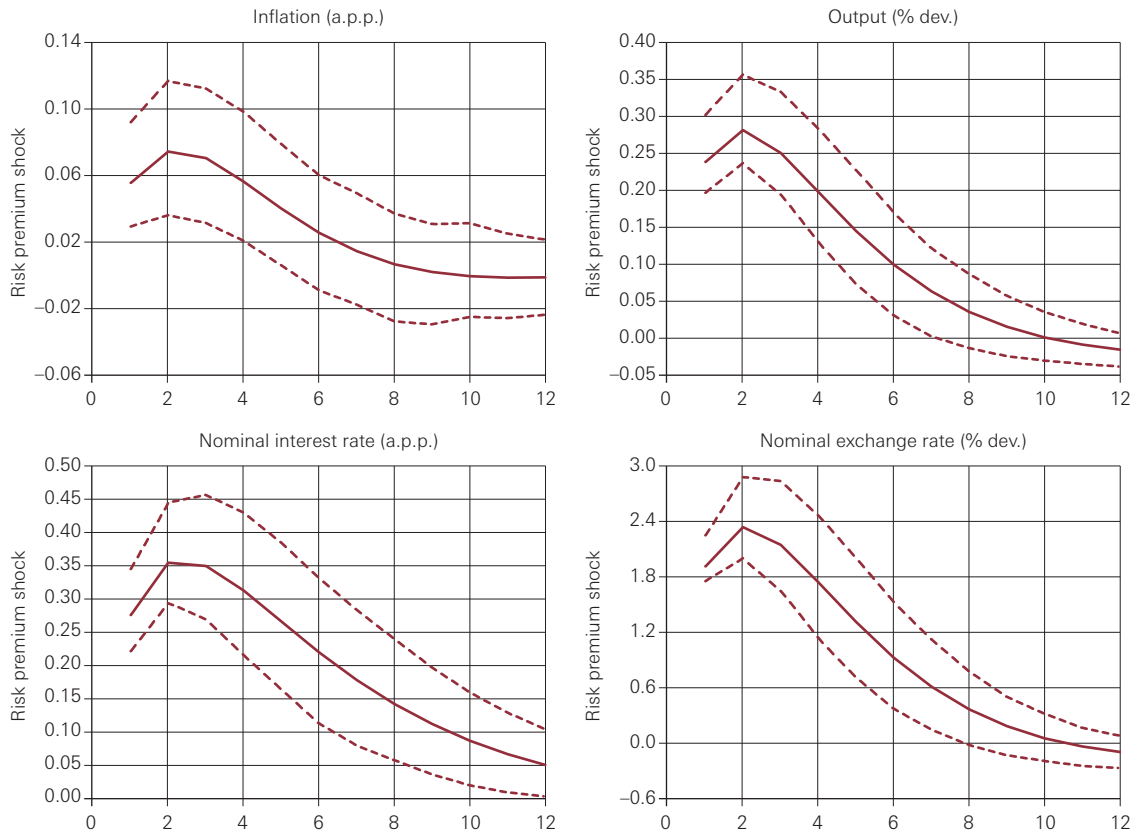 Inflation (a.p.p.)
Risk premium shock
0.14
0.10
0.06
0.02
−0.02
−0.06
0 2 4 6 8 10 12
Output (% dev.)
Risk premium shock
0.40
0.35
0.30
0.25
0.20
0.15
0.10
0.05
0.00
−0.05
0 2 4 6 8 10 12
Nominal interest rate (a.p.p.)
Risk premium shock
0.50
0.45
0.40
0.35
0.30
0.25
0.20
0.15
0.10
0.05
0.00
0 2 4 6 8 10 12
Nominal exchange rate (% dev.)
Risk premium shock
3.0
2.4
1.8
1.2
0.6
0.0
−0.6
0 2 4 6 8 10 12